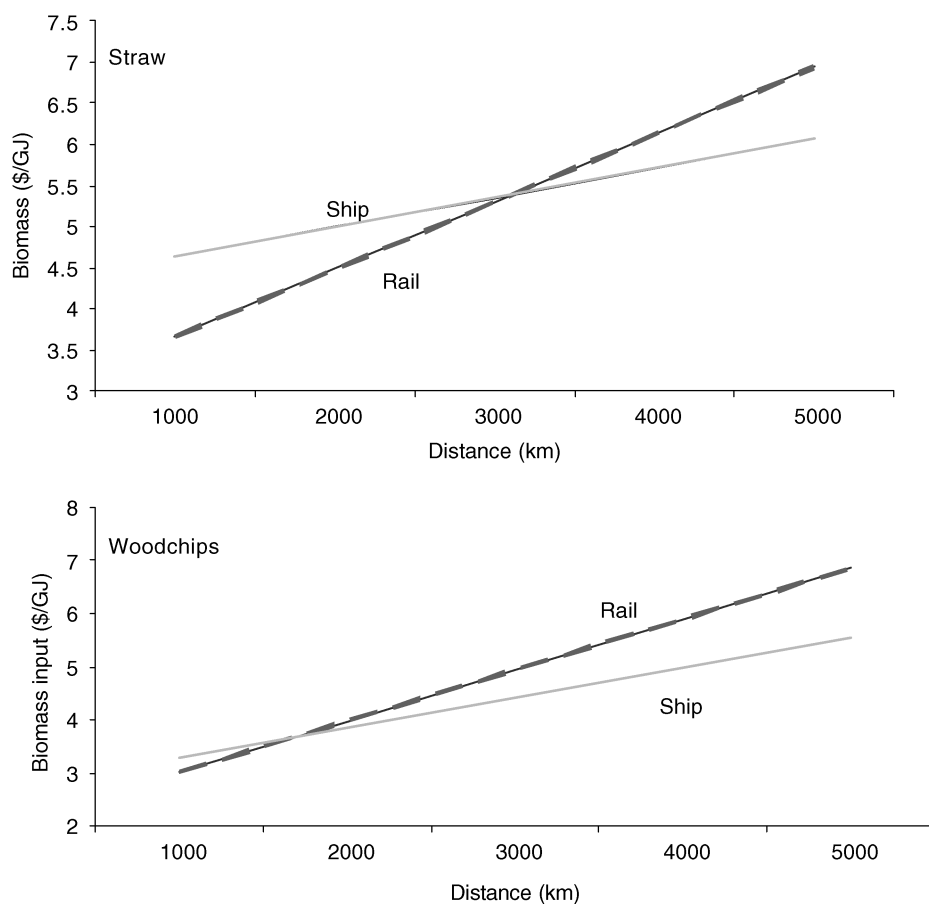 7.5
Straw
7
6.5
6
Biomass ($/GJ)
5.5
Ship
5
4.5
Rail
4
3.5
3
1000 2000 3000 4000 5000
Distance (km)
8
Woodchips
7
Rail
6
Biomass input ($/GJ)
5
Ship
4
3
2
1000 2000 3000 4000 5000
Distance (km)